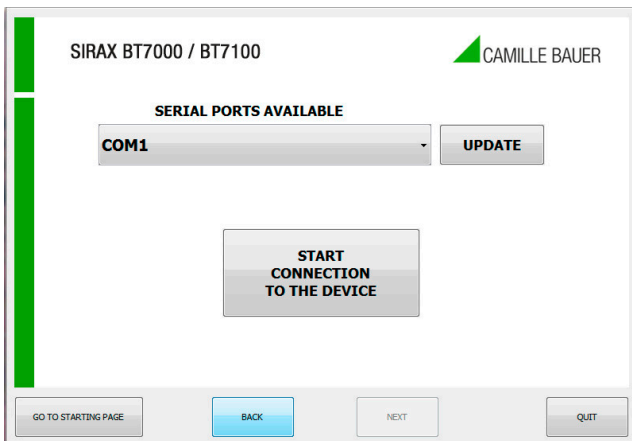 SIRAX BT7000 / BT7100
CAMILLE BAUER
SERIAL PORTS AVAILABLE
COM1
UPDATE
START
CONNECTION
TO THE DEVICE
GO TO STARTING PAGE
BACK
NEXT
QUIT